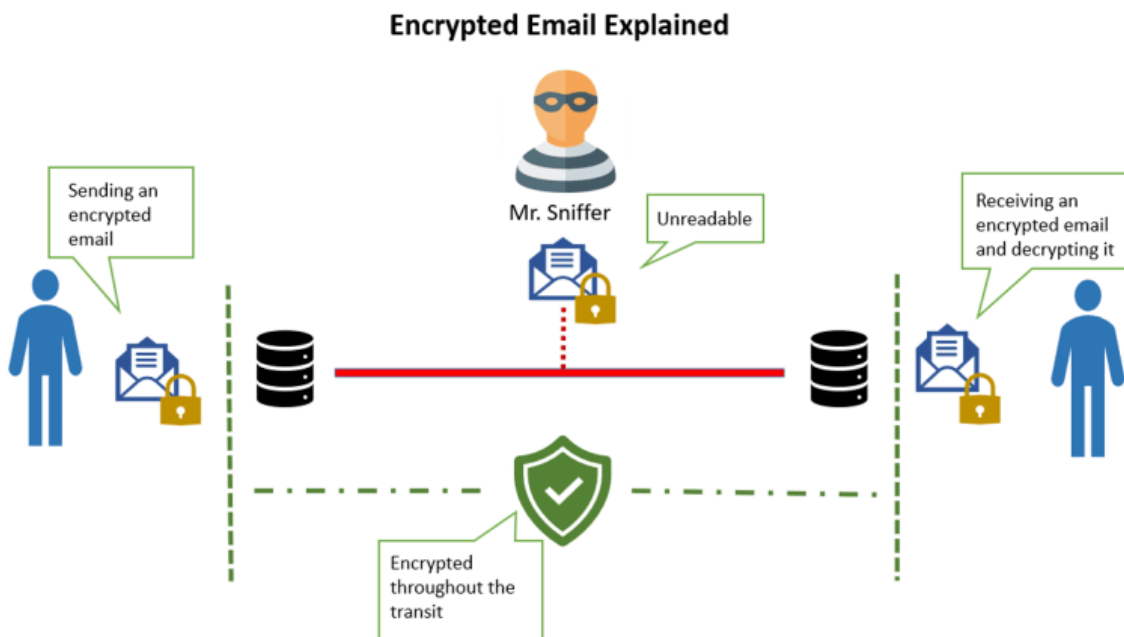 Encrypted Email Explained
Mr. Sniffer
Sending an
encrypted
email
Unreadable
Receiving an
encrypted email
and decrypting it
Encrypted
throughout the
transit